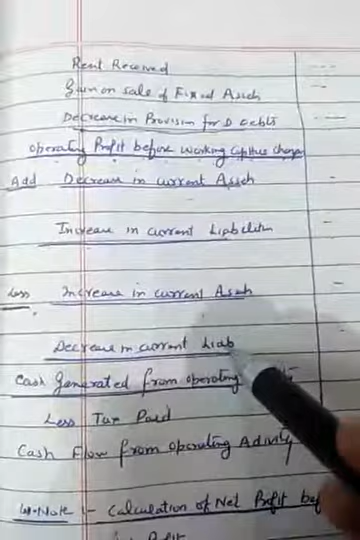 Rent Received
Gain on sale of Fixed Assets
Decrease in Provision for D Debts
Operating Profit before working Capital changes
Add Decrease in current Assets
Increase in current Liabilities
Less Increase in current Assets
Decrease in current Liab
Cash Generated from operating
Less Tax Paid
Cash Flow from operating Activity
W-Note :- Calculation of Net Profit bef